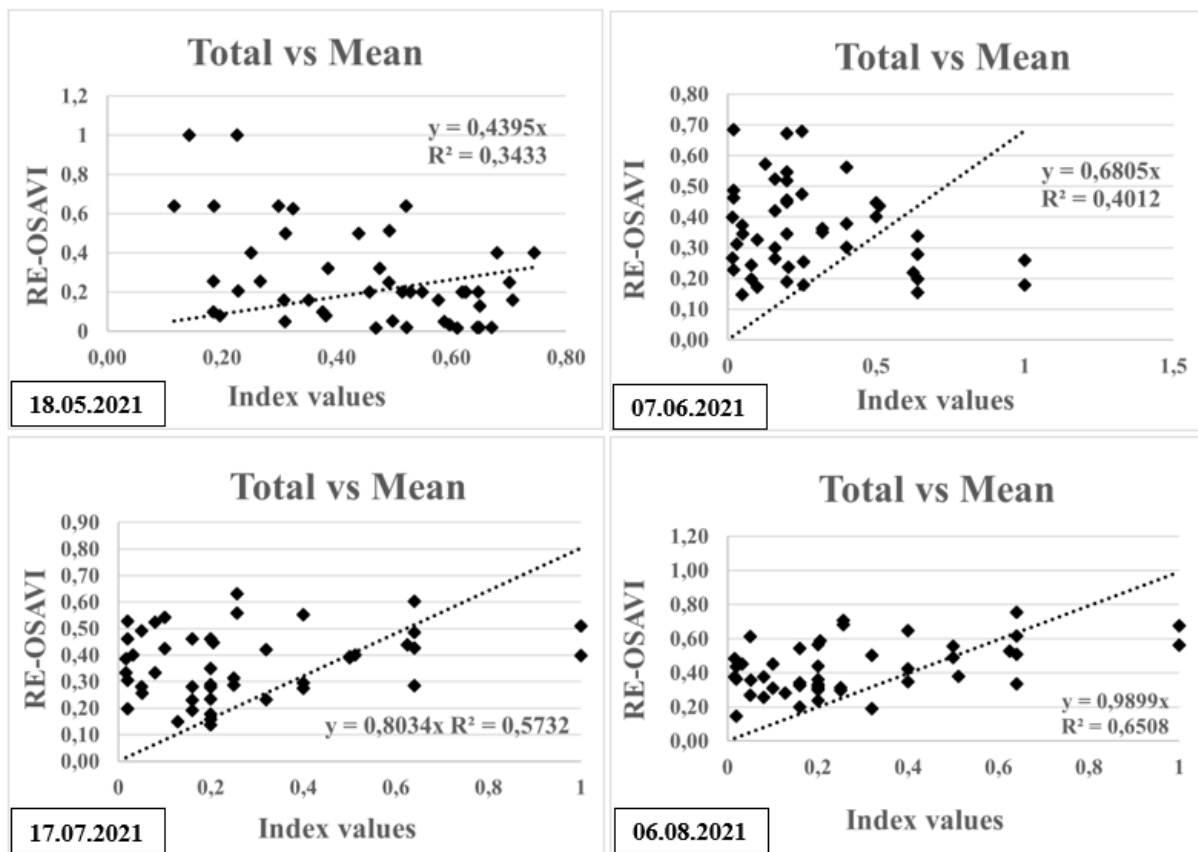 Total vs Mean
1,2
1
0,8
0,6
0,4
0,2
0
RE-OSAVI
y = 0,4395x
R² = 0,3433
0,00 0,20 0,40 0,60 0,80
Index values
18.05.2021
Total vs Mean
0,80
0,70
0,60
0,50
0,40
0,30
0,20
0,10
0,00
RE-OSAVI
y = 0,6805x
R² = 0,4012
0 0,5 1 1,5
Index values
07.06.2021
Total vs Mean
0,90
0,80
0,70
0,60
0,50
0,40
0,30
0,20
0,10
0,00
RE-OSAVI
y = 0,8034x R² = 0,5732
0 0,2 0,4 0,6 0,8 1
Index values
17.07.2021
Total vs Mean
1,20
1,00
0,80
0,60
0,40
0,20
0,00
RE-OSAVI
y = 0,9899x
R² = 0,6508
0 0,2 0,4 0,6 0,8 1
Index values
06.08.2021